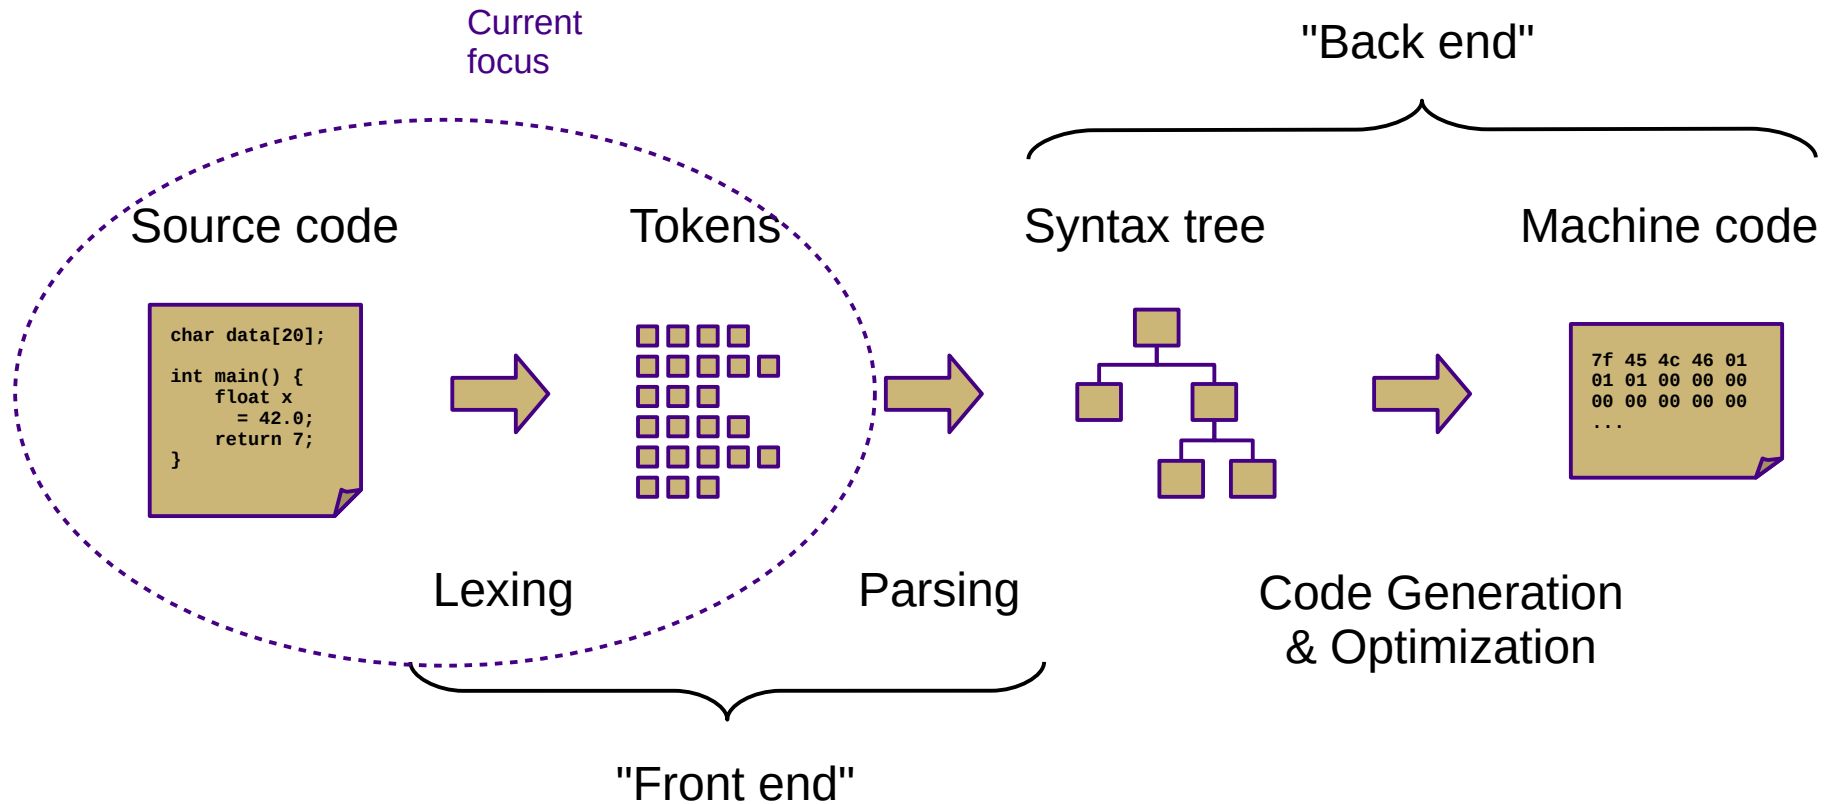 Current
focus
"Back end"
Source code
Tokens
Syntax tree
Machine code
char data[20];
int main() {
    float x
      = 42.0;
    return 7;
}
7f 45 4c 46 01
01 01 00 00 00
00 00 00 00 00
...
Lexing
Parsing
Code Generation
& Optimization
"Front end"